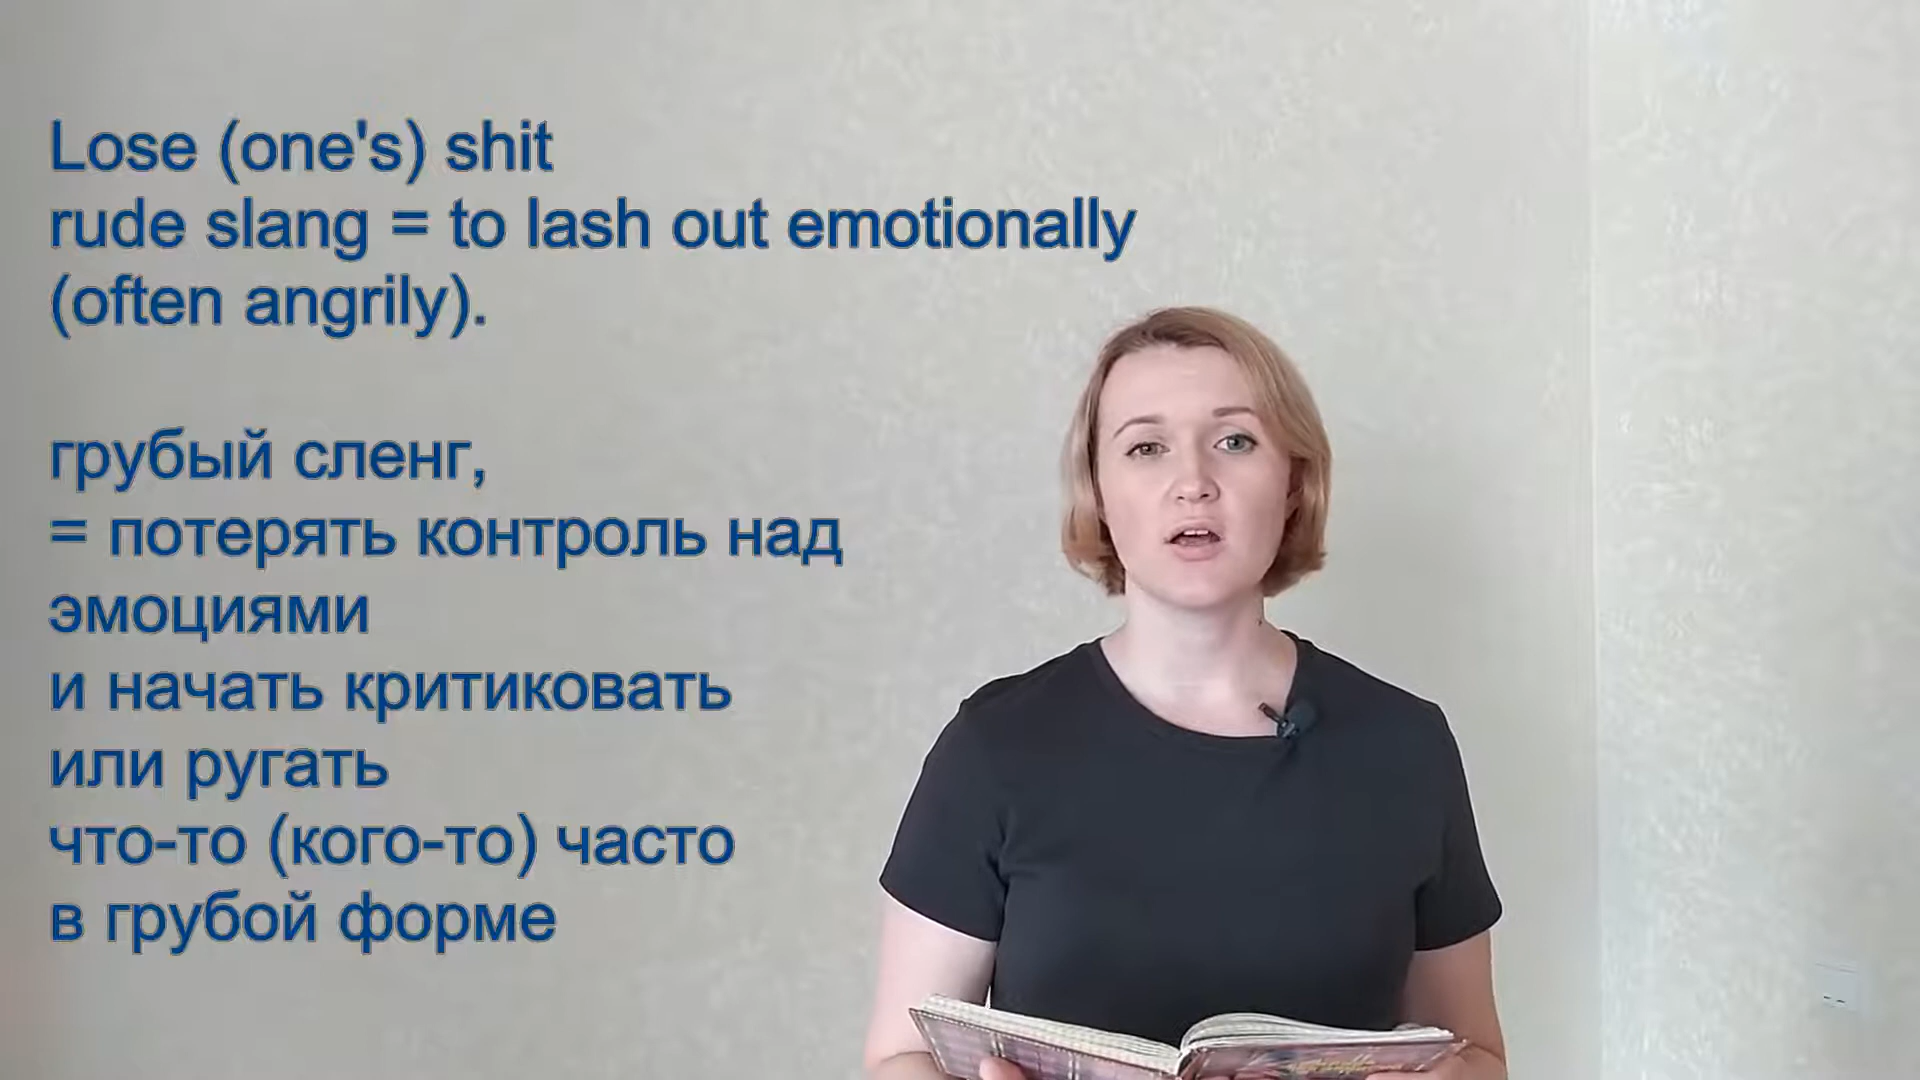 Lose (one's) shit
rude slang = to lash out emotionally
(often angrily).
грубый сленг,
= потерять контроль над
эмоциями
и начать критиковать
или ругать
что-то (кого-то) часто
в грубой форме